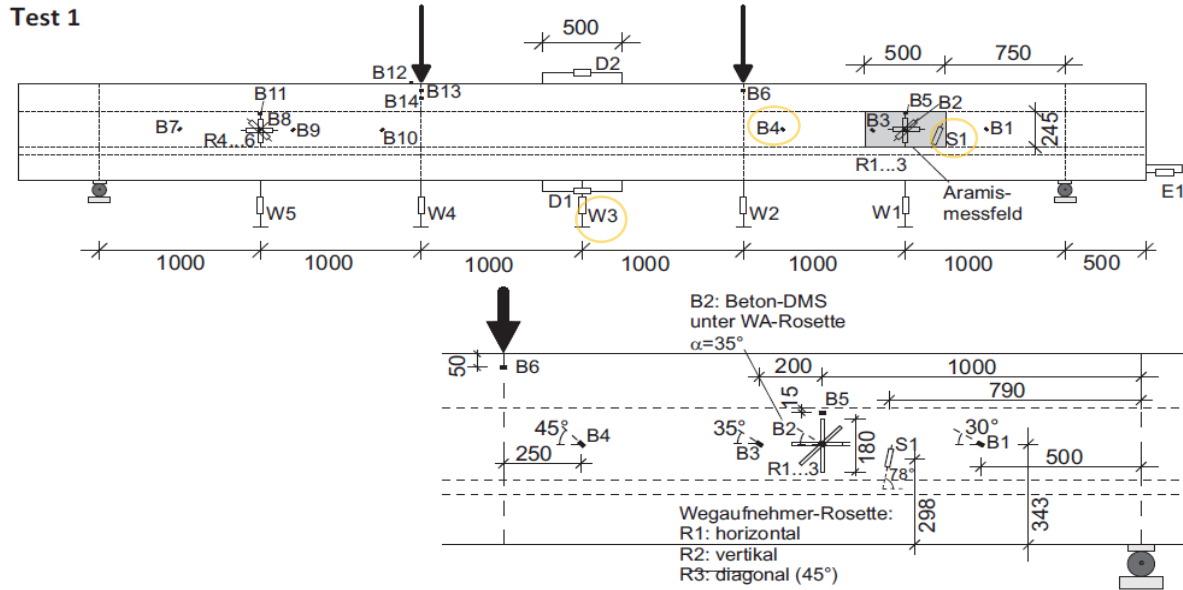 Test 1
500
D2
500
750
B12
B13
B14
B6
B11
B8
B7
B9
R4...6
B10
B4
B5
B2
B3
S1
B1
245
R1...3
Aramis-
messfeld
E1
D1
W5
W4
W3
W2
W1
1000
1000
1000
1000
1000
1000
500
B2: Beton-DMS
unter WA-Rosette
α=35°
50
B6
200
1000
15
790
B5
45°
B4
35°
B2
B3
180
S1
30°
B1
250
R1...3
78°
500
298
343
Wegaufnehmer-Rosette:
R1: horizontal
R2: vertikal
R3: diagonal (45°)